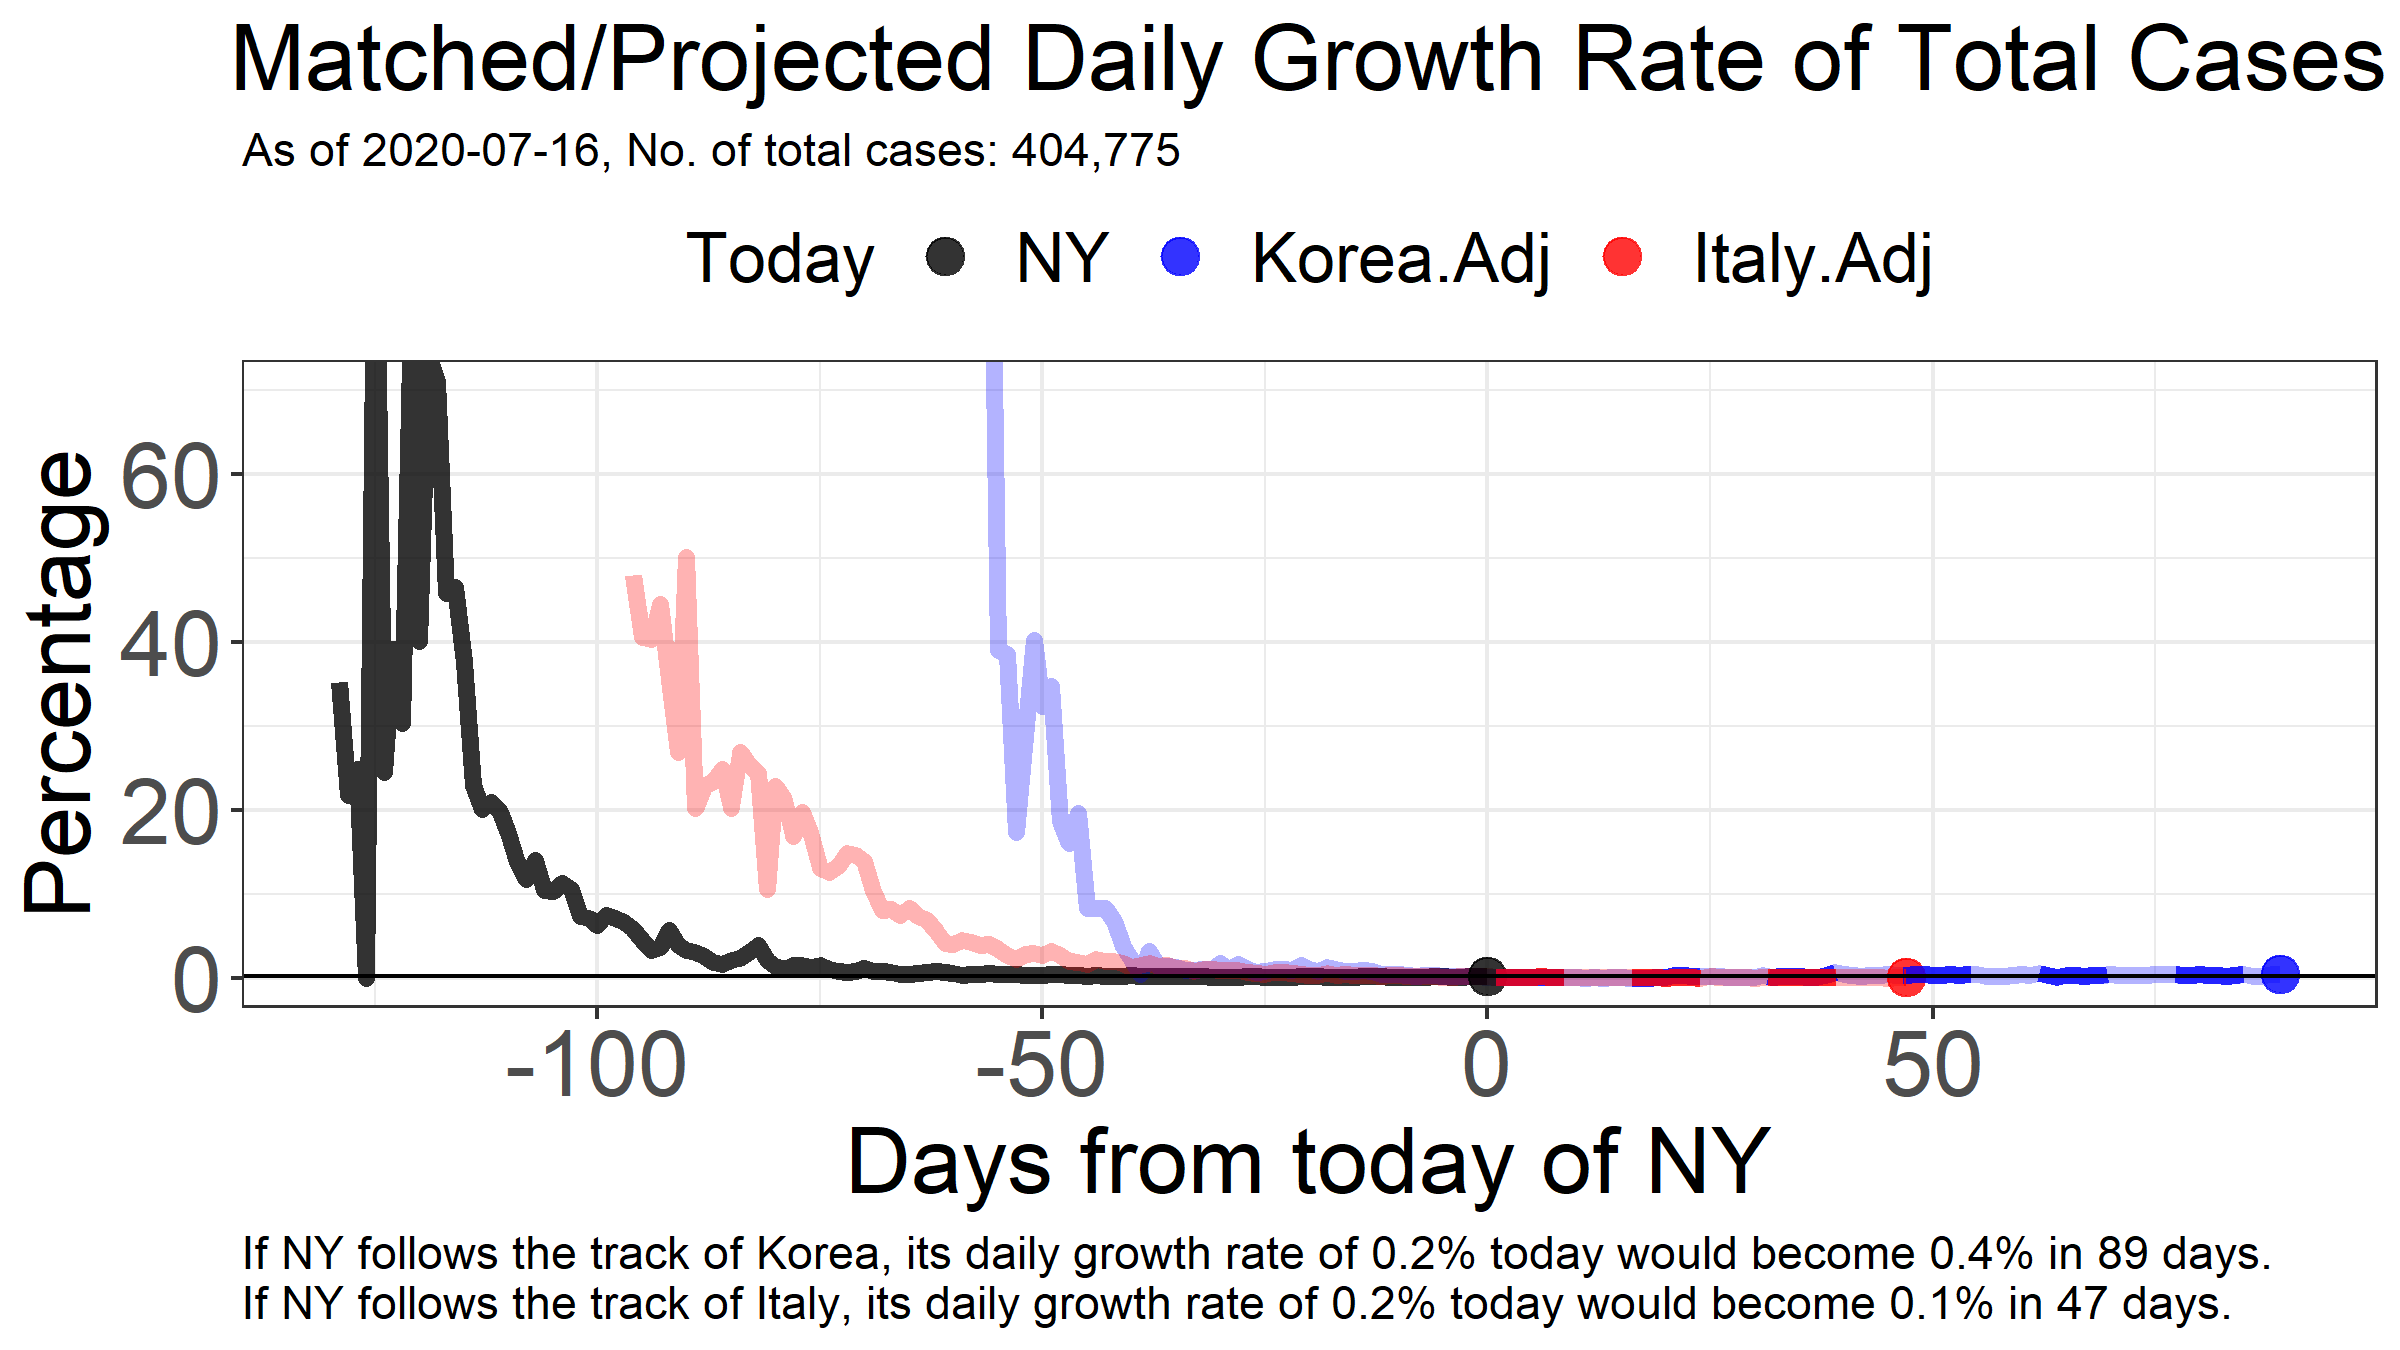 Matched/Projected Daily Growth Rate of Total Cases
As of 2020-07-16, No. of total cases: 404,775
Today NY Korea.Adj Italy.Adj
Percentage
60
40
20
0
-100 -50 0 50
Days from today of NY
If NY follows the track of Korea, its daily growth rate of 0.2% today would become 0.4% in 89 days.
If NY follows the track of Italy, its daily growth rate of 0.2% today would become 0.1% in 47 days.